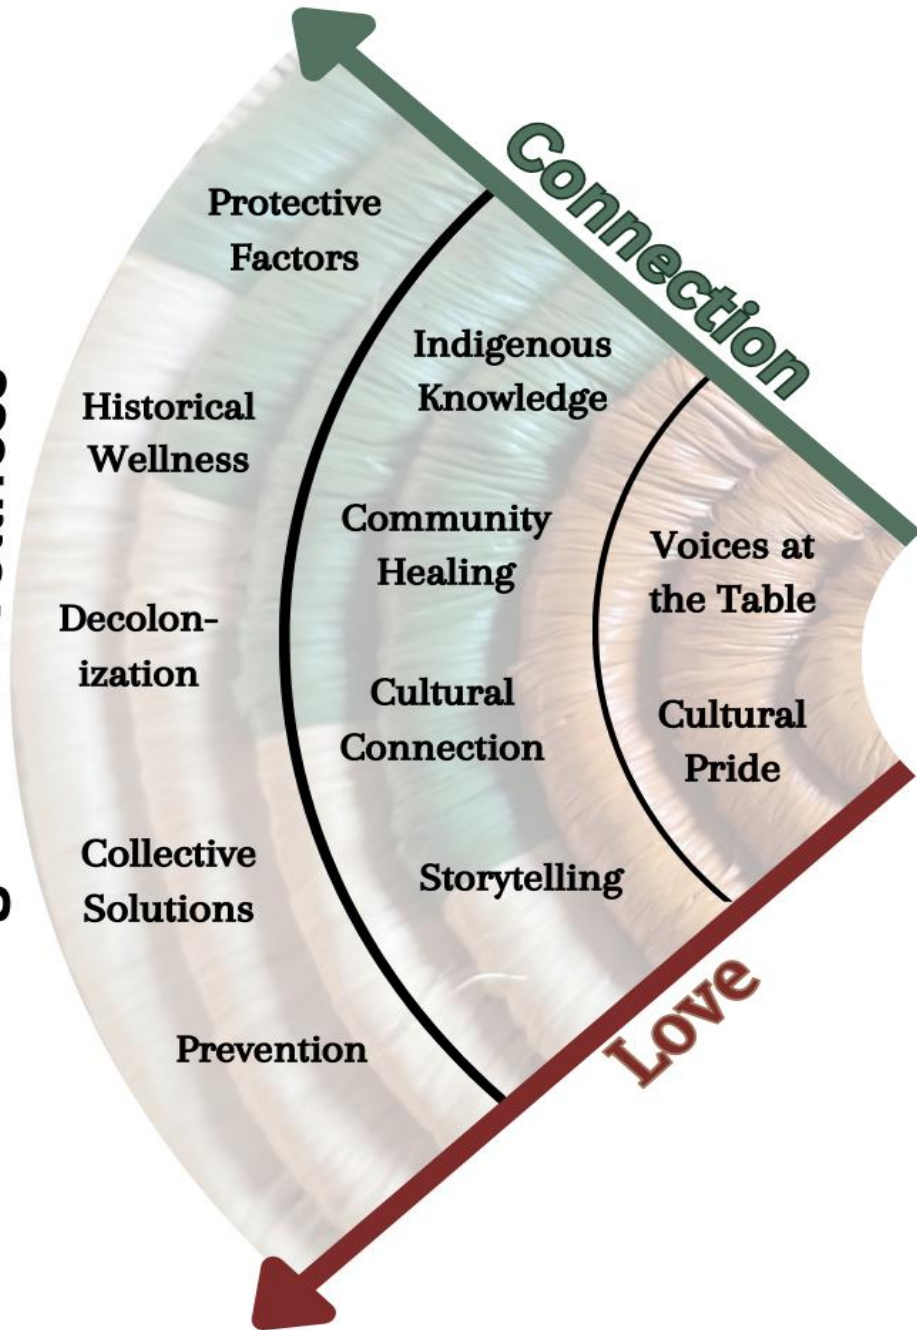 Connection
Protective
Factors
Indigenous
Knowledge
Historical
Wellness
Community
Healing
Voices at
the Table
Decolon-
ization
Cultural
Connection
Cultural
Pride
Collective
Solutions
Storytelling
Prevention
Love